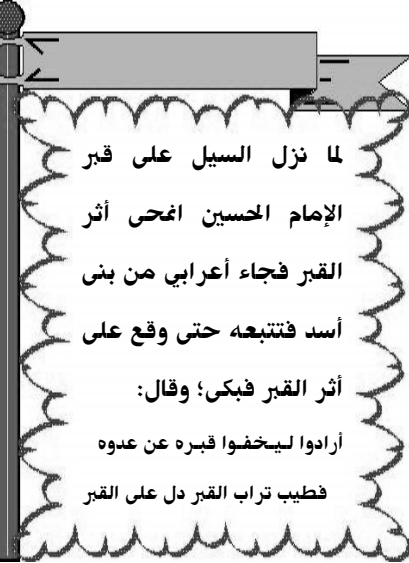 لما نزل السيل على قبر
الإمام الحسين انمحى أثر
القبر فجاء أعرابي من بنى
أسد فتتبعه حتى وقع على
أثر القبر فبكى؛ وقال:
أرادوا ليخفوا قبره عن عدوه
فطيب تراب القبر دل على القبر